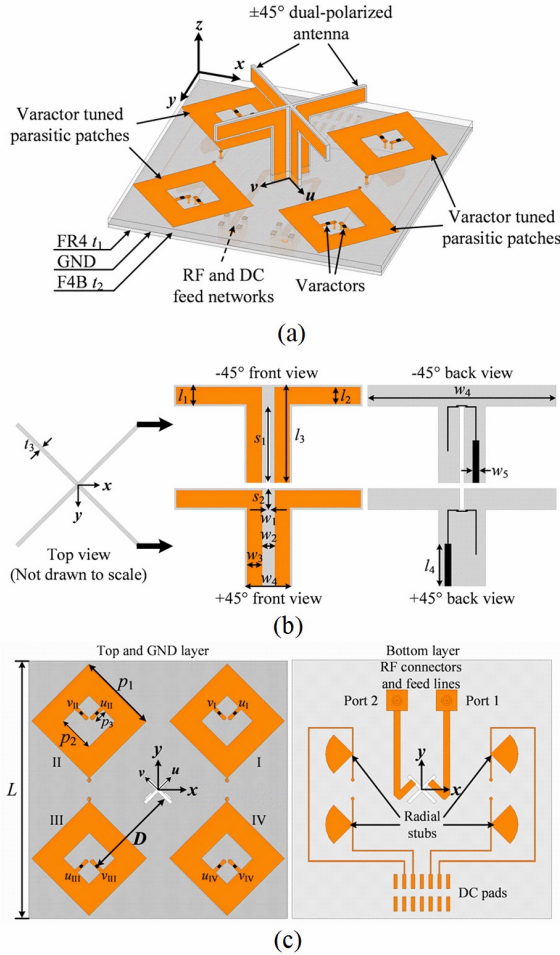 ±45° dual-polarized
antenna
z
x
y
Varactor tuned
parasitic patches
v
u
Varactor tuned
parasitic patches
FR4 t1
GND
F4B t2
RF and DC
feed networks
Varactors
(a)
-45° front view
-45° back view
l1
l2
w4
s1
l3
t3
w5
x
y
s2
w1
w2
Top view
(Not drawn to scale)
w3
l4
w4
+45° front view
+45° back view
(b)
Top and GND layer
Bottom layer
RF connectors
and feed lines
p1
Port 2
Port 1
vII uII
vI uI
p3
p2
II
I
y
v
u
x
y
x
L
III
IV
D
Radial
stubs
uIII vIII
uIV vIV
DC pads
(c)